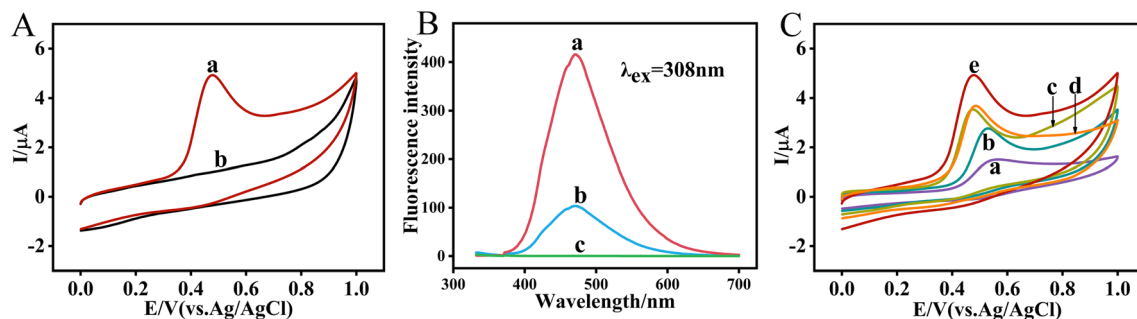 A
6
4
2
0
-2
I/μA
a
b
0.0 0.2 0.4 0.6 0.8 1.0
E/V(vs.Ag/AgCl)
B
400
300
200
100
0
Fluorescence intensity
a
λex=308nm
b
c
300 400 500 600 700
Wavelength/nm
C
6
4
2
0
-2
I/μA
e
c
d
b
a
0.0 0.2 0.4 0.6 0.8 1.0
E/V(vs.Ag/AgCl)